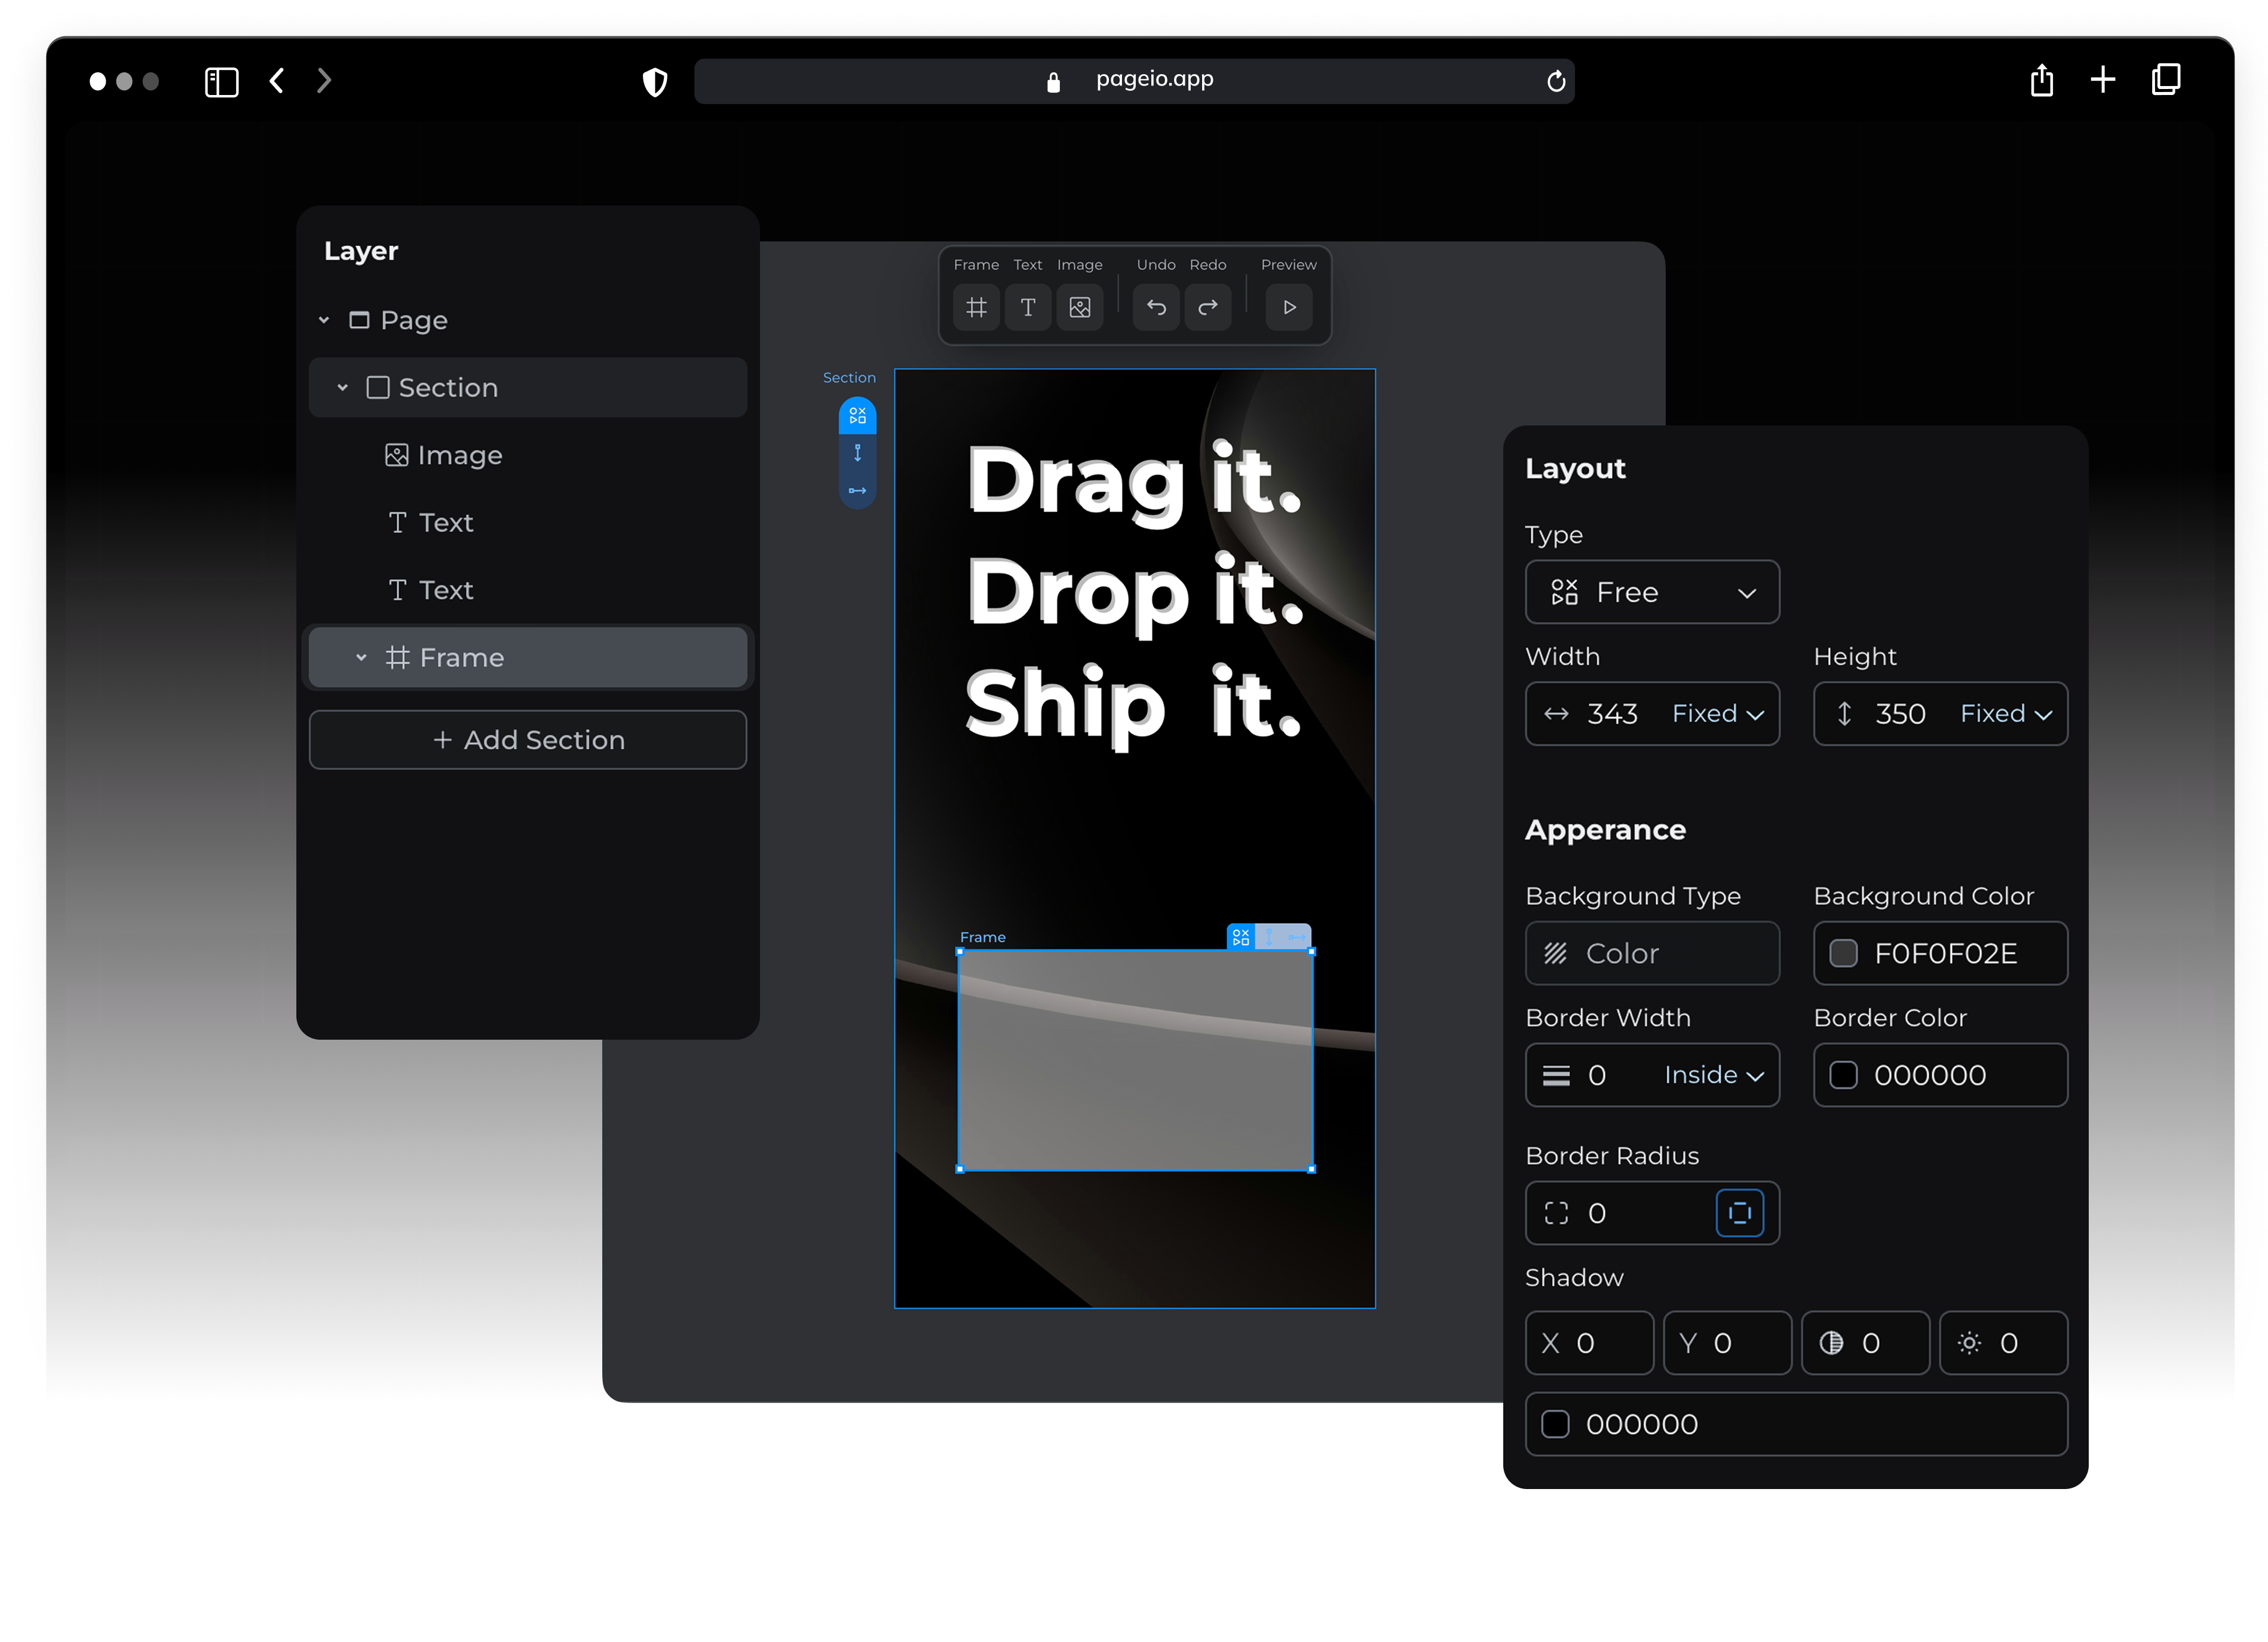 pageio.app
Layer
Page
Section
Image
Text
Text
Frame
+ Add Section
Frame Text Image Undo Redo Preview
Section
Drag it.
Drop it.
Ship it.
Frame
Layout
Type
Free
Width Height
343 Fixed 350 Fixed
Apperance
Background Type Background Color
Color F0F0F02E
Border Width Border Color
0 Inside 000000
Border Radius
0
Shadow
X 0 Y 0 0 0
000000